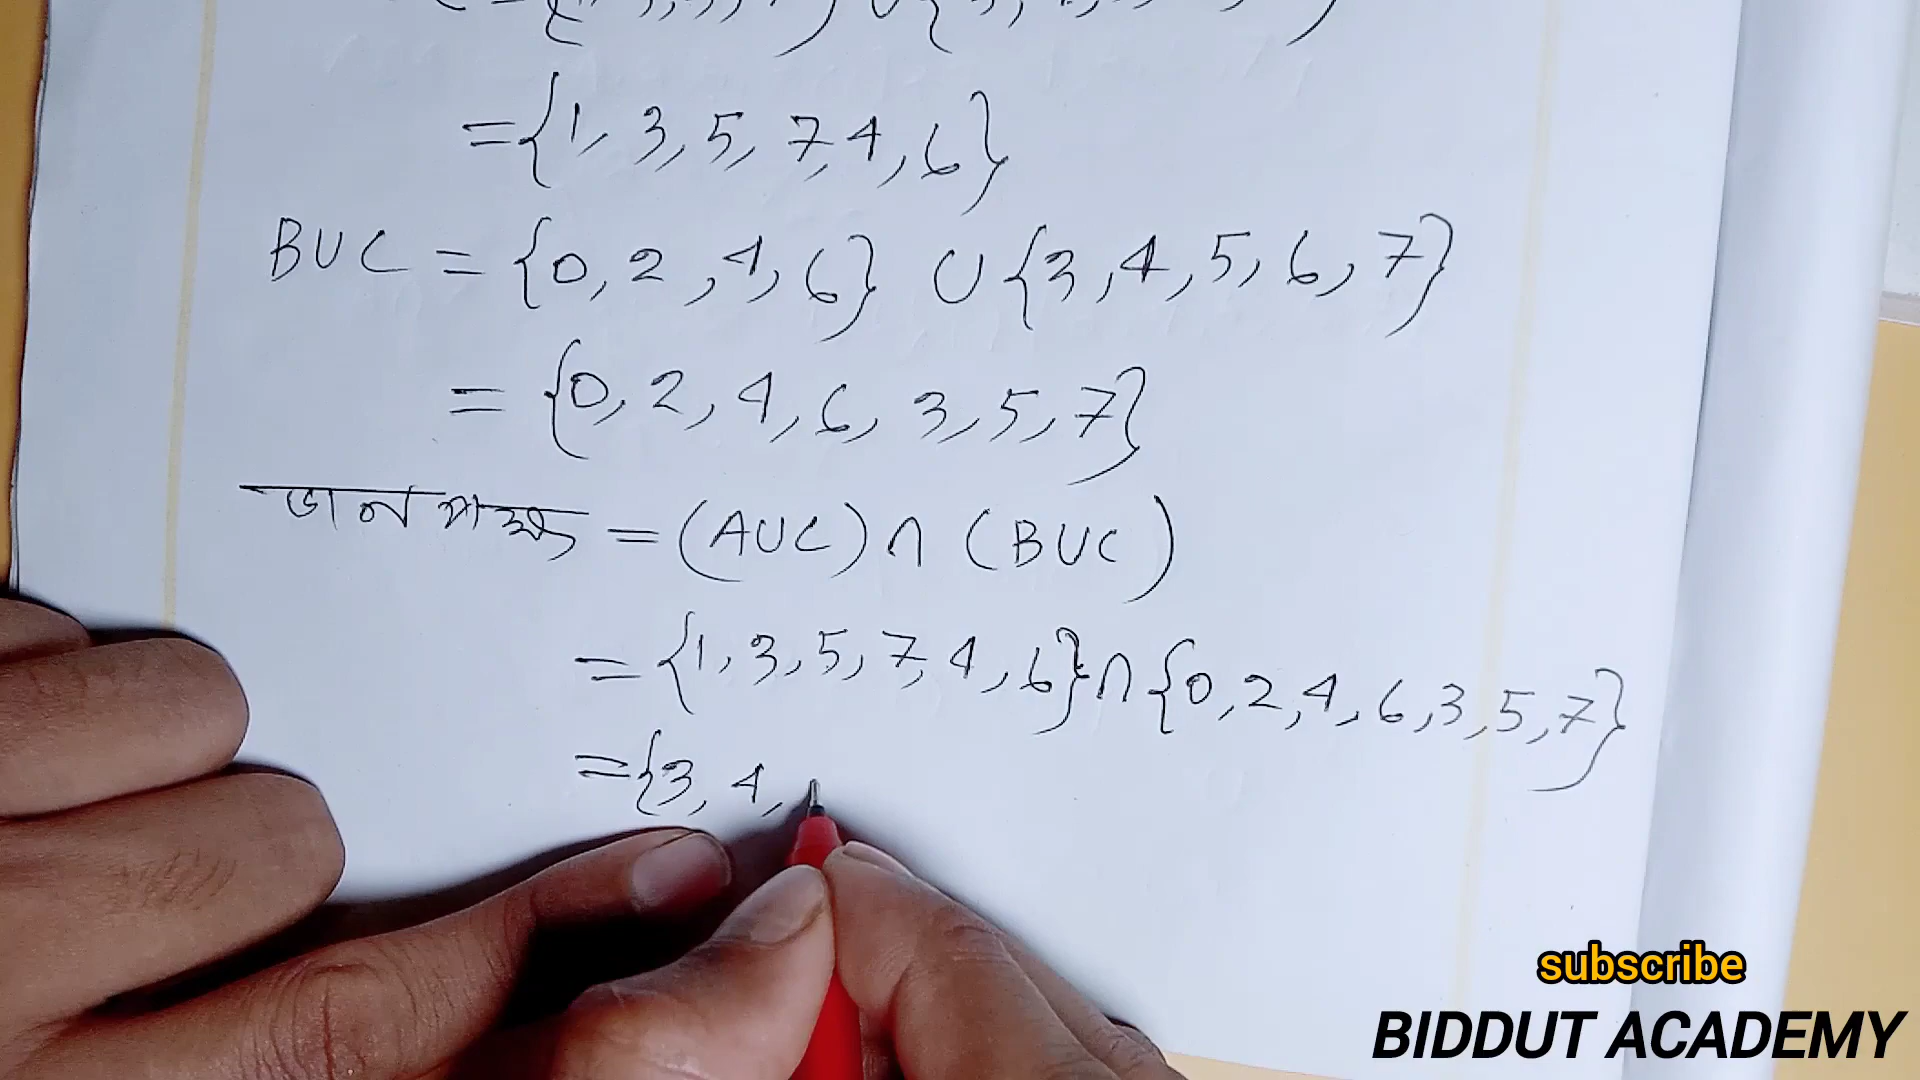 ={1, 3, 5, 7, 4, 6}
BUC = {0, 2, 4, 6} ∪ {3, 4, 5, 6, 7}
= {0, 2, 4, 6, 3, 5, 7}
ডানপক্ষ = (AUC) ∩ (BUC)
= {1, 3, 5, 7, 4, 6} ∩ {0, 2, 4, 6, 3, 5, 7}
= {3, 4,
subscribe
BIDDUT ACADEMY